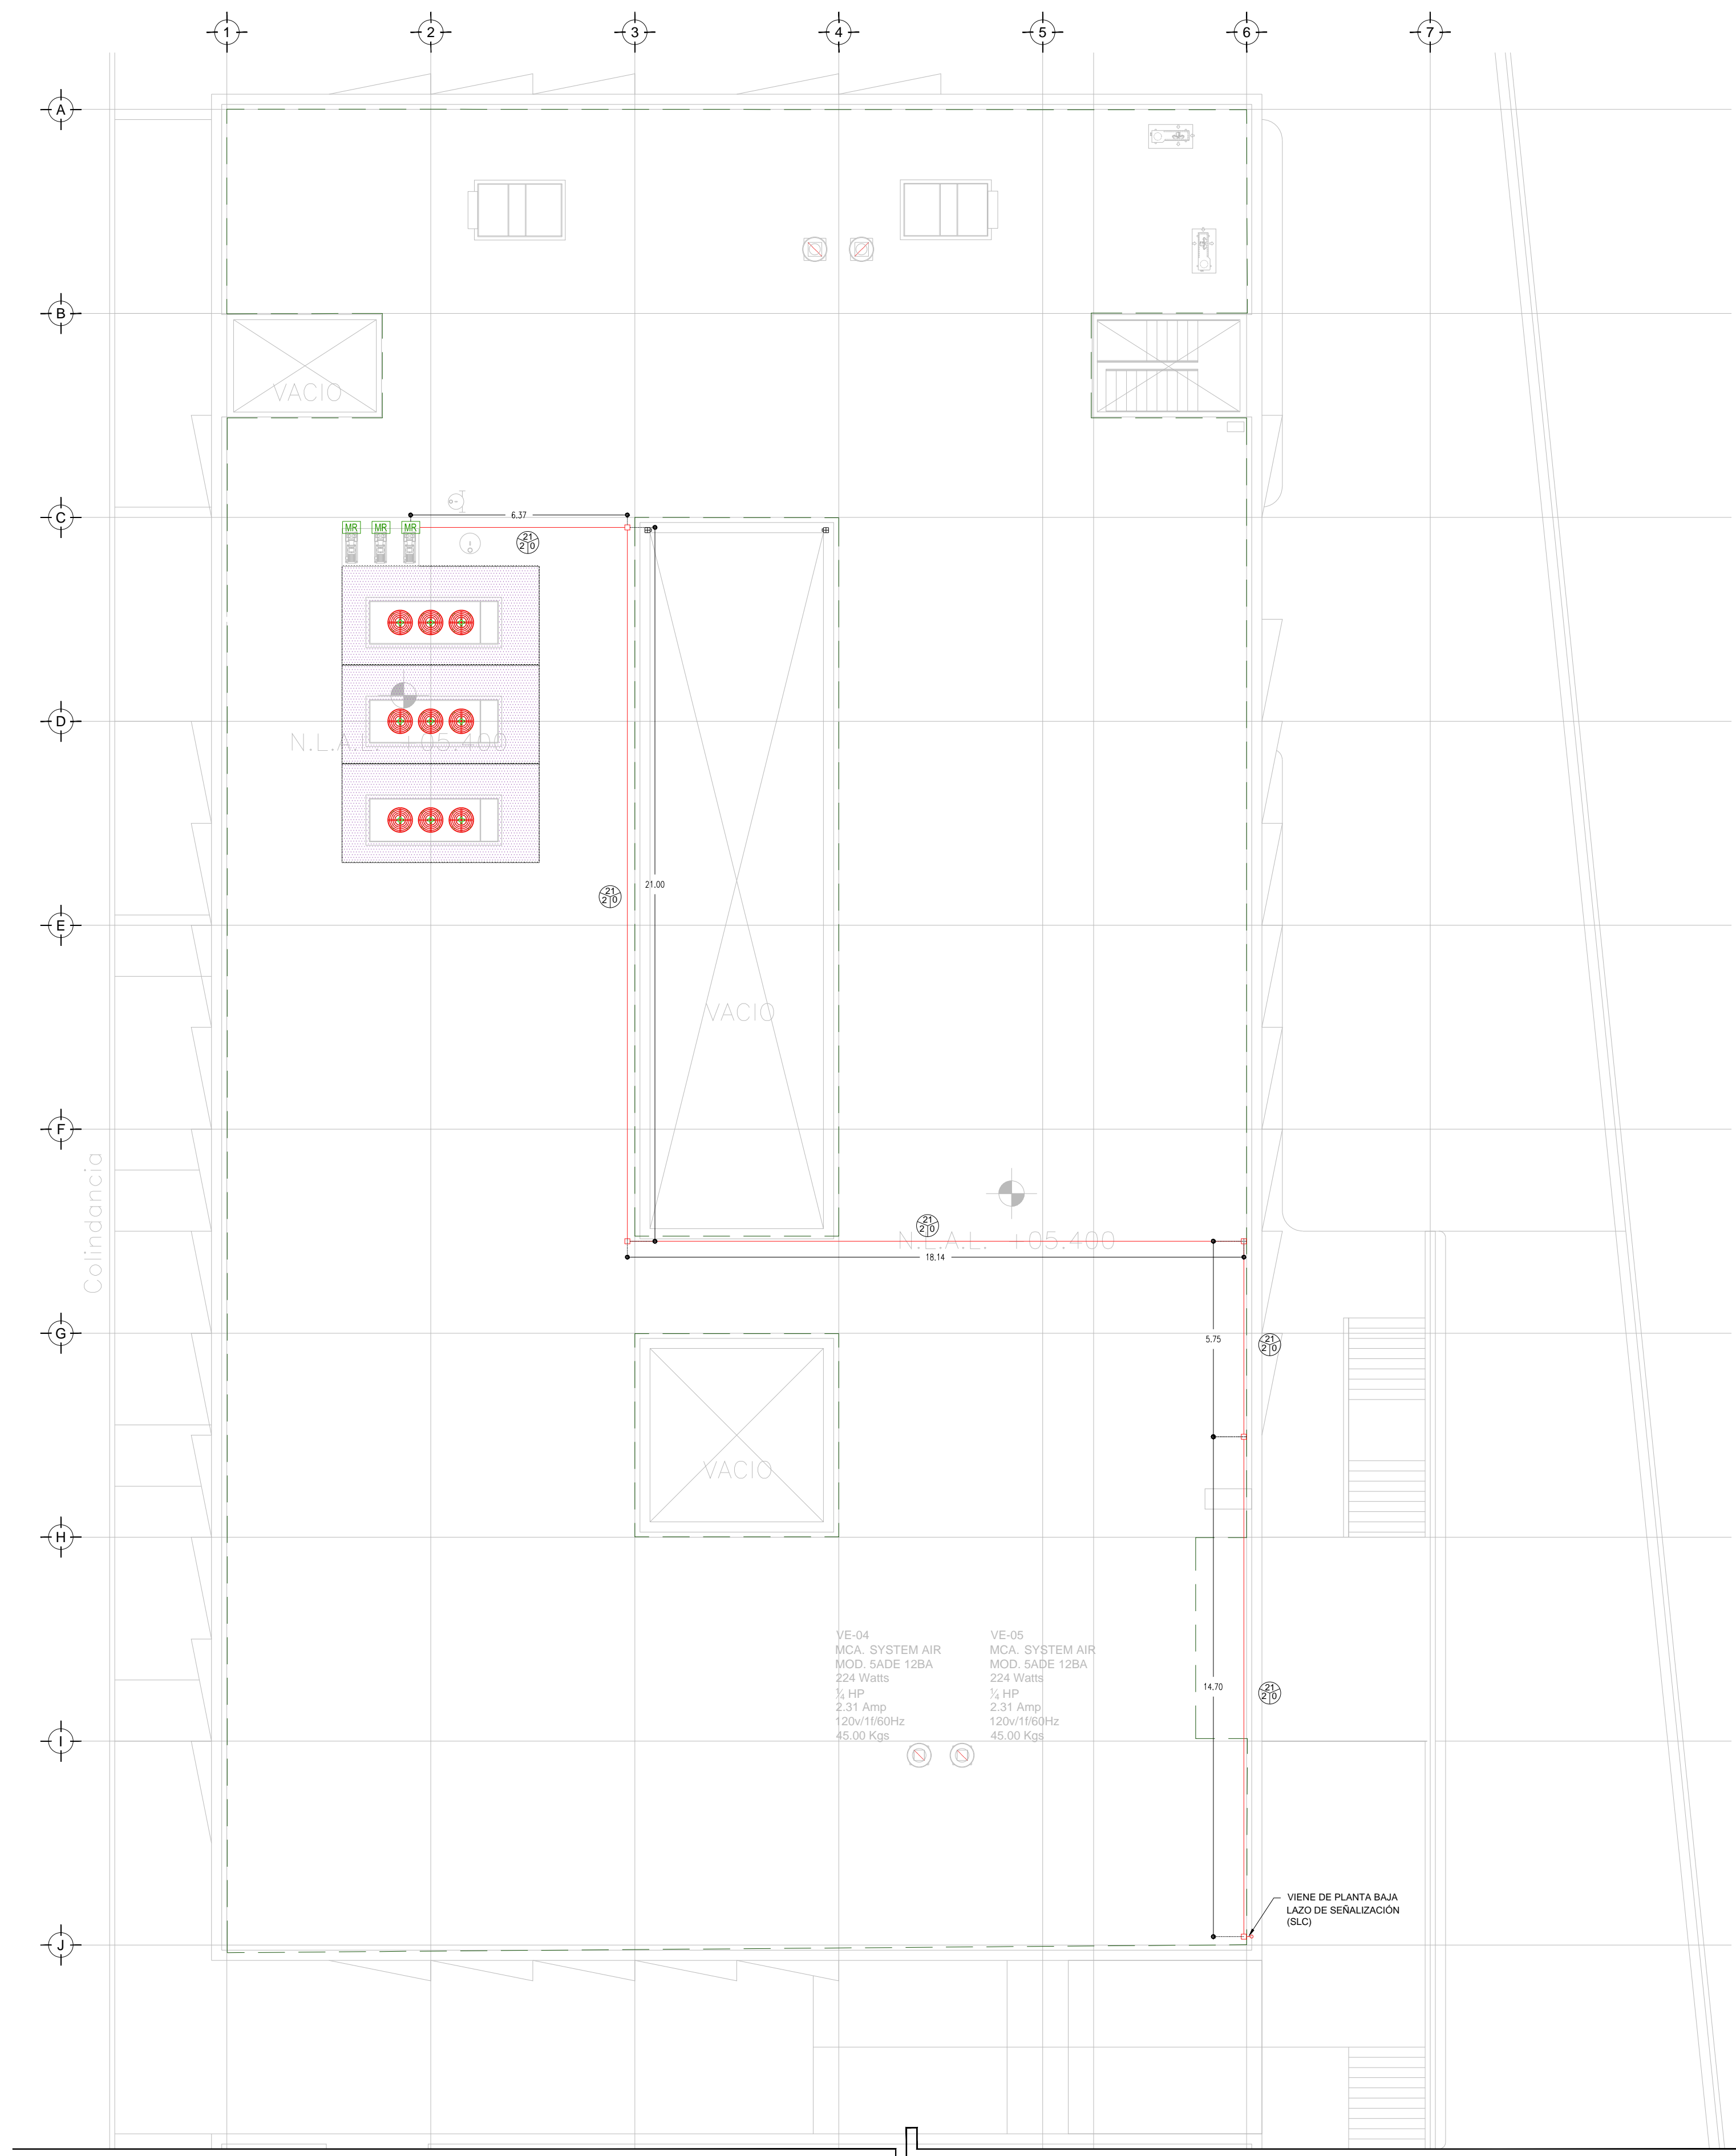 1 2 3 4 5 6 7
A
B
VACIO
C
6.37
MR MR MR
21
2 0
D
N.L.A.L. +05.400
21.00
21
2 0
E
VACIO
F
Colindancia
21
2 0
N.L.A.L. +05.400
18.14
G
5.75
21
2 0
VACIO
H
VE-04
MCA. SYSTEM AIR
MOD. 5ADE 12BA
224 Watts
¼ HP
2.31 Amp
120v/1f/60Hz
45.00 Kgs
VE-05
MCA. SYSTEM AIR
MOD. 5ADE 12BA
224 Watts
¼ HP
2.31 Amp
120v/1f/60Hz
45.00 Kgs
14.70
21
2 0
I
VIENE DE PLANTA BAJA
LAZO DE SEÑALIZACIÓN
(SLC)
J